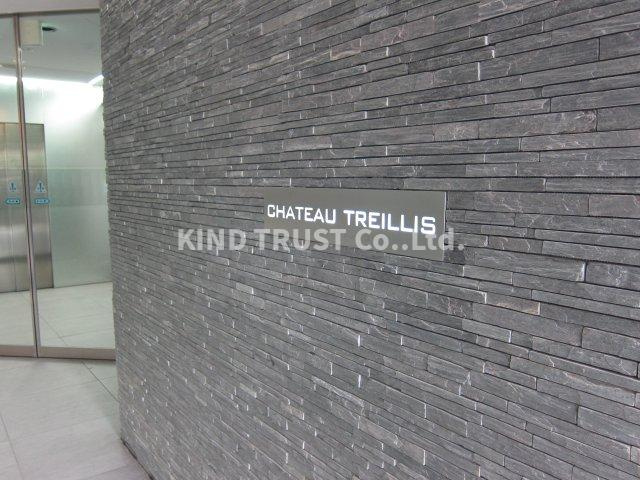 CHATEAU TREILLIS
KIND TRUST Co.,Ltd.